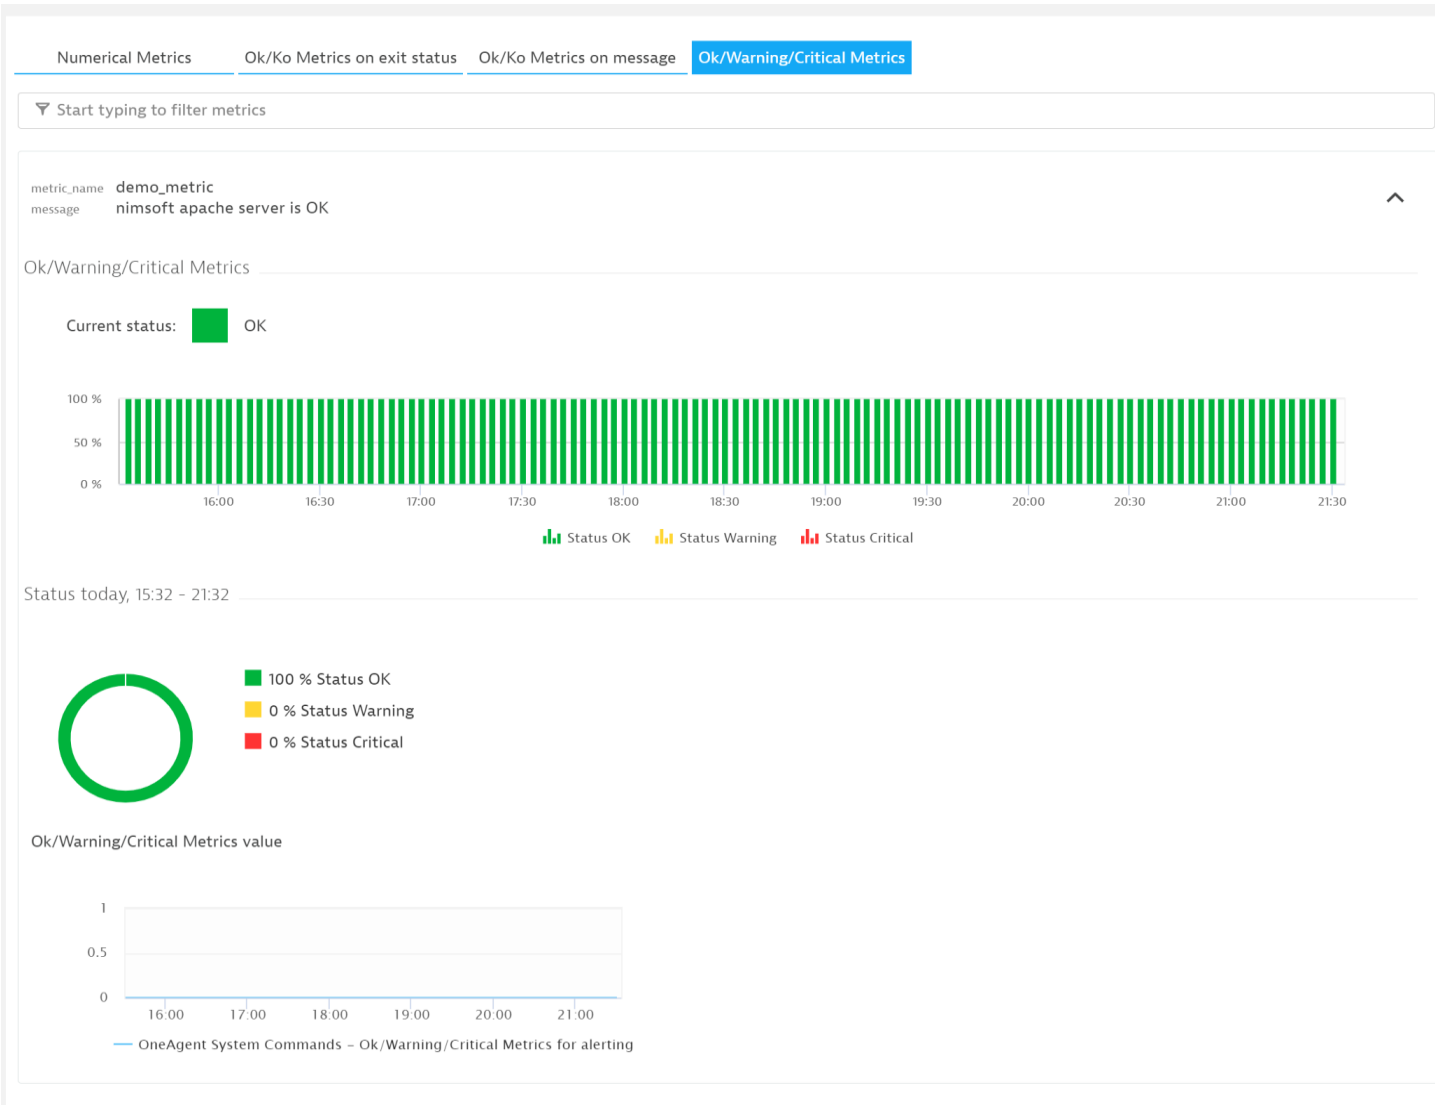 Numerical Metrics Ok/Ko Metrics on exit status Ok/Ko Metrics on message Ok/Warning/Critical Metrics
Start typing to filter metrics
metric_name demo_metric
message nimsoft apache server is OK
Ok/Warning/Critical Metrics
Current status: OK
100 %
50 %
0 %
16:00 16:30 17:00 17:30 18:00 18:30 19:00 19:30 20:00 20:30 21:00 21:30
Status OK Status Warning Status Critical
Status today, 15:32 - 21:32
100 % Status OK
0 % Status Warning
0 % Status Critical
Ok/Warning/Critical Metrics value
1
0.5
0
16:00 17:00 18:00 19:00 20:00 21:00
OneAgent System Commands – Ok/Warning/Critical Metrics for alerting